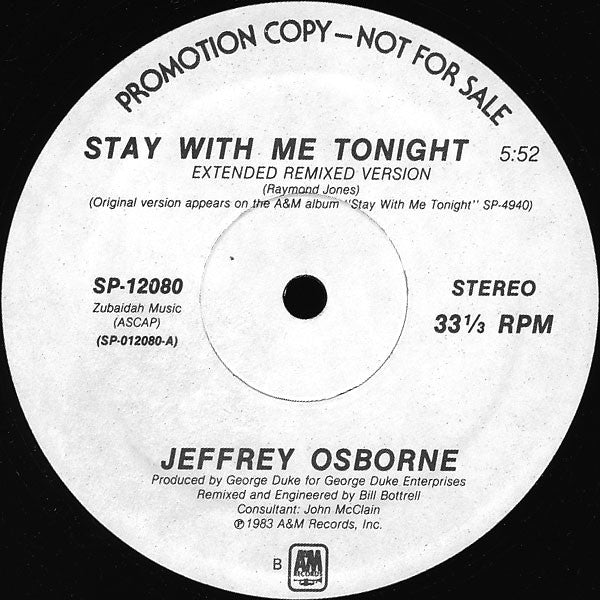 PROMOTION COPY — NOT FOR SALE
STAY WITH ME TONIGHT 5:52
EXTENDED REMIXED VERSION
(Raymond Jones)
(Original version appears on the A&M album "Stay With Me Tonight" SP-4940)
SP-12080
Zubaidah Music
(ASCAP)
(SP-012080-A)
STEREO
33⅓ RPM
JEFFREY OSBORNE
Produced by George Duke for George Duke Enterprises
Remixed and Engineered by Bill Bottrell
Consultant: John McClain
℗ 1983 A&M Records, Inc.
B
A&M
RECORDS